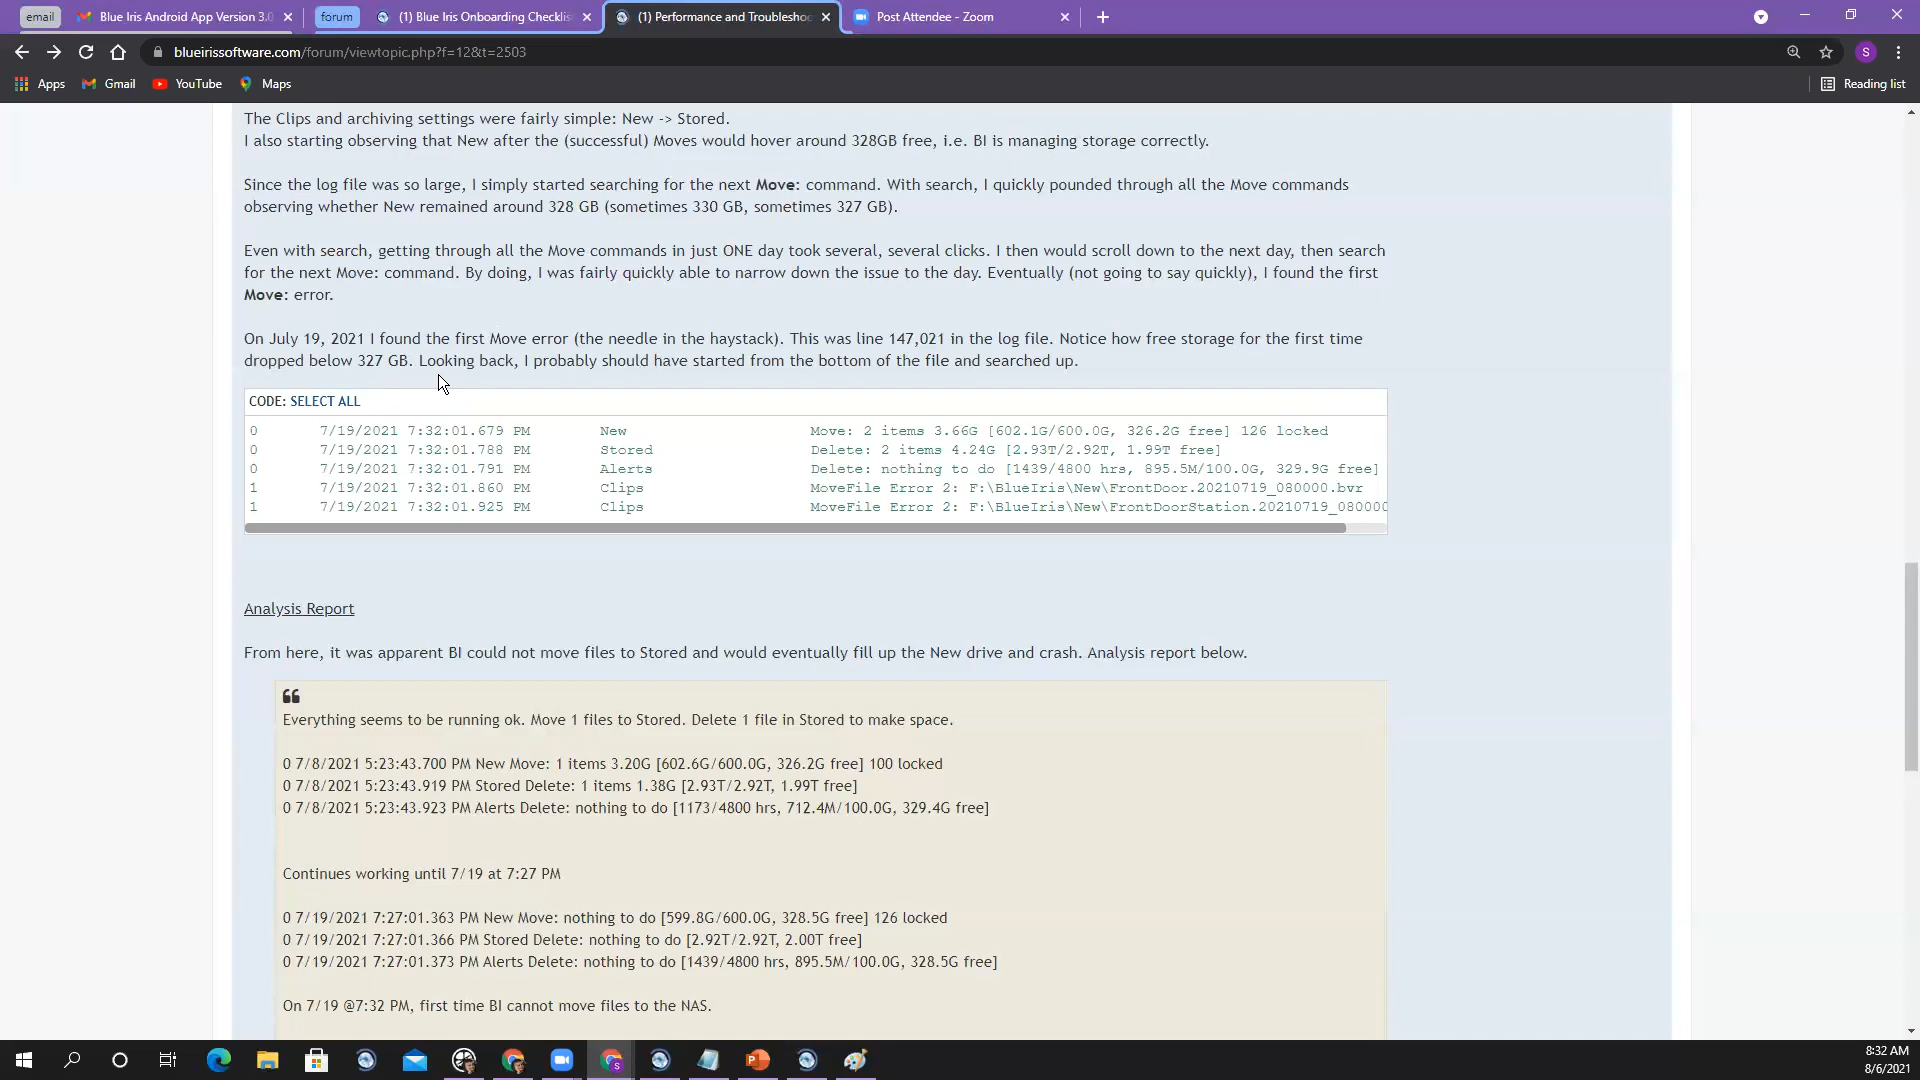 email
Blue Iris Android App Version 3.0
forum
(1) Blue Iris Onboarding Checklis
(1) Performance and Troubleshoo
Post Attendee - Zoom
blueirissoftware.com/forum/viewtopic.php?f=12&t=2503
S
Apps
Gmail
YouTube
Maps
Reading list
The Clips and archiving settings were fairly simple: New -> Stored.
I also starting observing that New after the (successful) Moves would hover around 328GB free, i.e. BI is managing storage correctly.
Since the log file was so large, I simply started searching for the next Move: command. With search, I quickly pounded through all the Move commands
observing whether New remained around 328 GB (sometimes 330 GB, sometimes 327 GB).
Even with search, getting through all the Move commands in just ONE day took several, several clicks. I then would scroll down to the next day, then search
for the next Move: command. By doing, I was fairly quickly able to narrow down the issue to the day. Eventually (not going to say quickly), I found the first
Move: error.
On July 19, 2021 I found the first Move error (the needle in the haystack). This was line 147,021 in the log file. Notice how free storage for the first time
dropped below 327 GB. Looking back, I probably should have started from the bottom of the file and searched up.
CODE: SELECT ALL
0 7/19/2021 7:32:01.679 PM New Move: 2 items 3.66G [602.1G/600.0G, 326.2G free] 126 locked
0 7/19/2021 7:32:01.788 PM Stored Delete: 2 items 4.24G [2.93T/2.92T, 1.99T free]
0 7/19/2021 7:32:01.791 PM Alerts Delete: nothing to do [1439/4800 hrs, 895.5M/100.0G, 329.9G free]
1 7/19/2021 7:32:01.860 PM Clips MoveFile Error 2: F:\BlueIris\New\FrontDoor.20210719_080000.bvr
1 7/19/2021 7:32:01.925 PM Clips MoveFile Error 2: F:\BlueIris\New\FrontDoorStation.20210719_080000
Analysis Report
From here, it was apparent BI could not move files to Stored and would eventually fill up the New drive and crash. Analysis report below.
Everything seems to be running ok. Move 1 files to Stored. Delete 1 file in Stored to make space.
0 7/8/2021 5:23:43.700 PM New Move: 1 items 3.20G [602.6G/600.0G, 326.2G free] 100 locked
0 7/8/2021 5:23:43.919 PM Stored Delete: 1 items 1.38G [2.93T/2.92T, 1.99T free]
0 7/8/2021 5:23:43.923 PM Alerts Delete: nothing to do [1173/4800 hrs, 712.4M/100.0G, 329.4G free]
Continues working until 7/19 at 7:27 PM
0 7/19/2021 7:27:01.363 PM New Move: nothing to do [599.8G/600.0G, 328.5G free] 126 locked
0 7/19/2021 7:27:01.366 PM Stored Delete: nothing to do [2.92T/2.92T, 2.00T free]
0 7/19/2021 7:27:01.373 PM Alerts Delete: nothing to do [1439/4800 hrs, 895.5M/100.0G, 328.5G free]
On 7/19 @7:32 PM, first time BI cannot move files to the NAS.
8:32 AM
8/6/2021